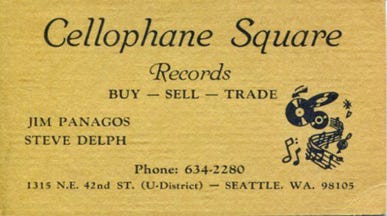 Cellophane Square
Records
BUY — SELL — TRADE
JIM PANAGOS
STEVE DELPH
Phone: 634-2280
1315 N.E. 42nd ST. (U-District) — SEATTLE, WA. 98105